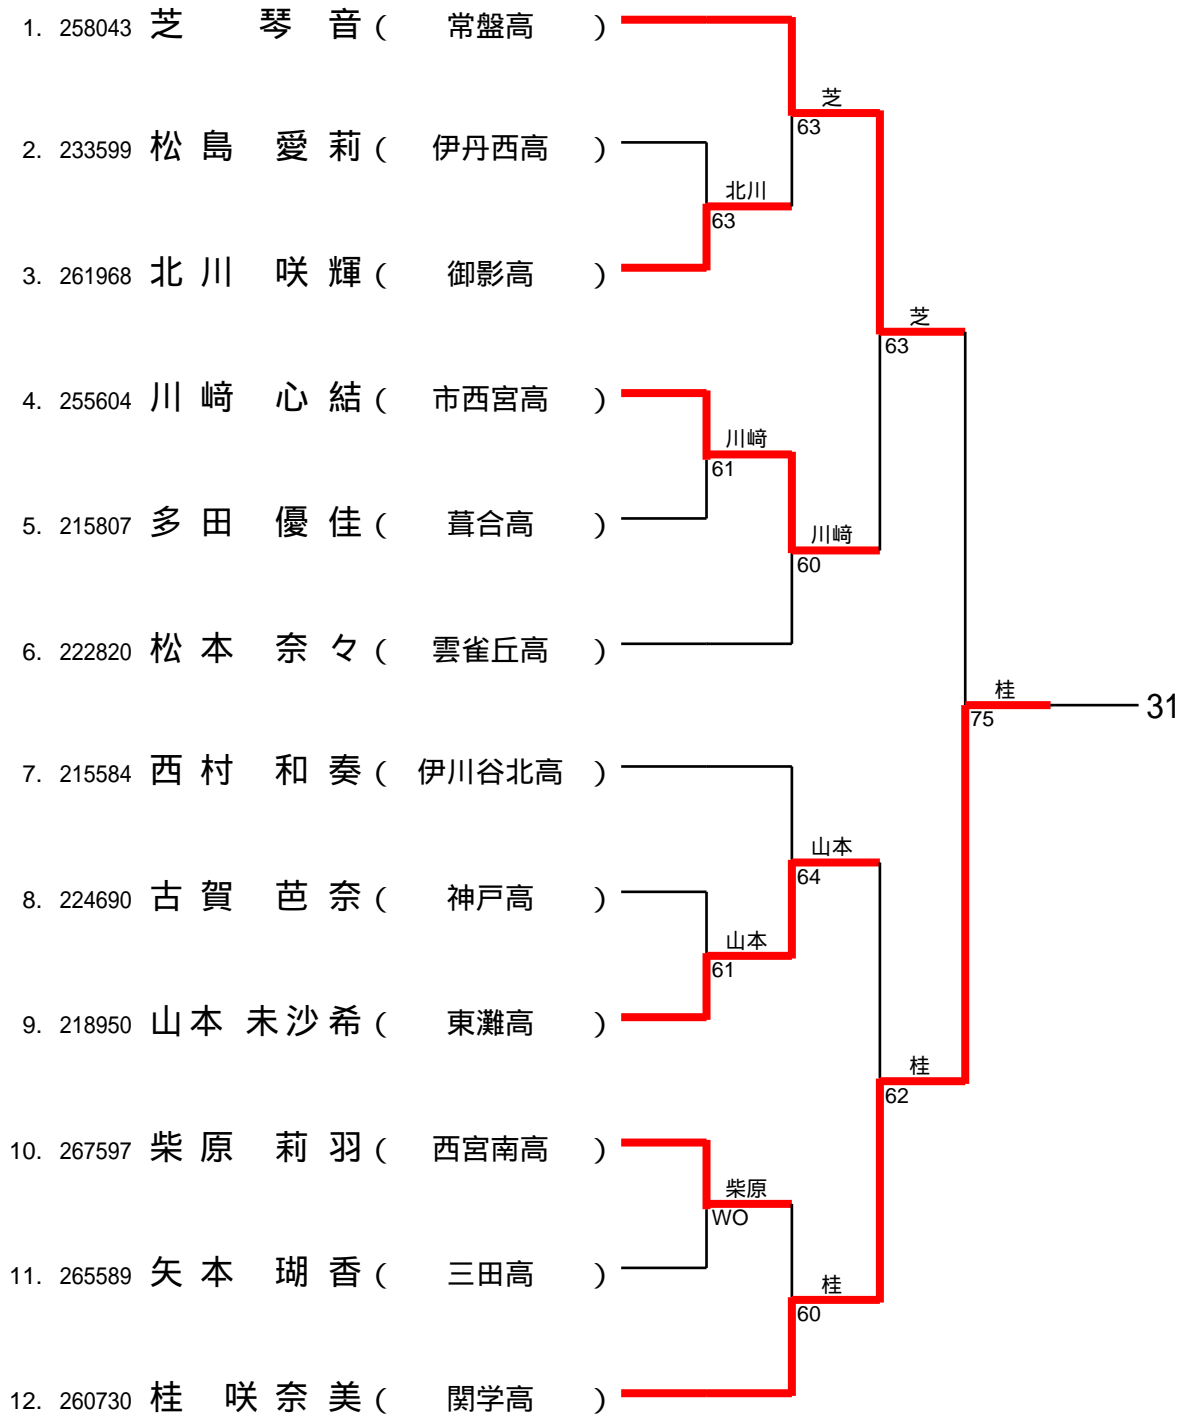 1. 258043 芝 琴 音 ( 常盤高 )
芝
63
2. 233599 松 島 愛 莉 ( 伊丹西高 )
北川
63
3. 261968 北 川 咲 輝 ( 御影高 )
芝
63
4. 255604 川 﨑 心 結 ( 市西宮高 )
川﨑
61
5. 215807 多 田 優 佳 ( 葺合高 )
川﨑
60
6. 222820 松 本 奈 々 ( 雲雀丘高 )
桂
75
31
7. 215584 西 村 和 奏 ( 伊川谷北高 )
山本
64
8. 224690 古 賀 芭 奈 ( 神戸高 )
山本
61
9. 218950 山 本 未 沙 希 ( 東灘高 )
桂
62
10. 267597 柴 原 莉 羽 ( 西宮南高 )
柴原
WO
11. 265589 矢 本 瑚 香 ( 三田高 )
桂
60
12. 260730 桂 咲 奈 美 ( 関学高 )